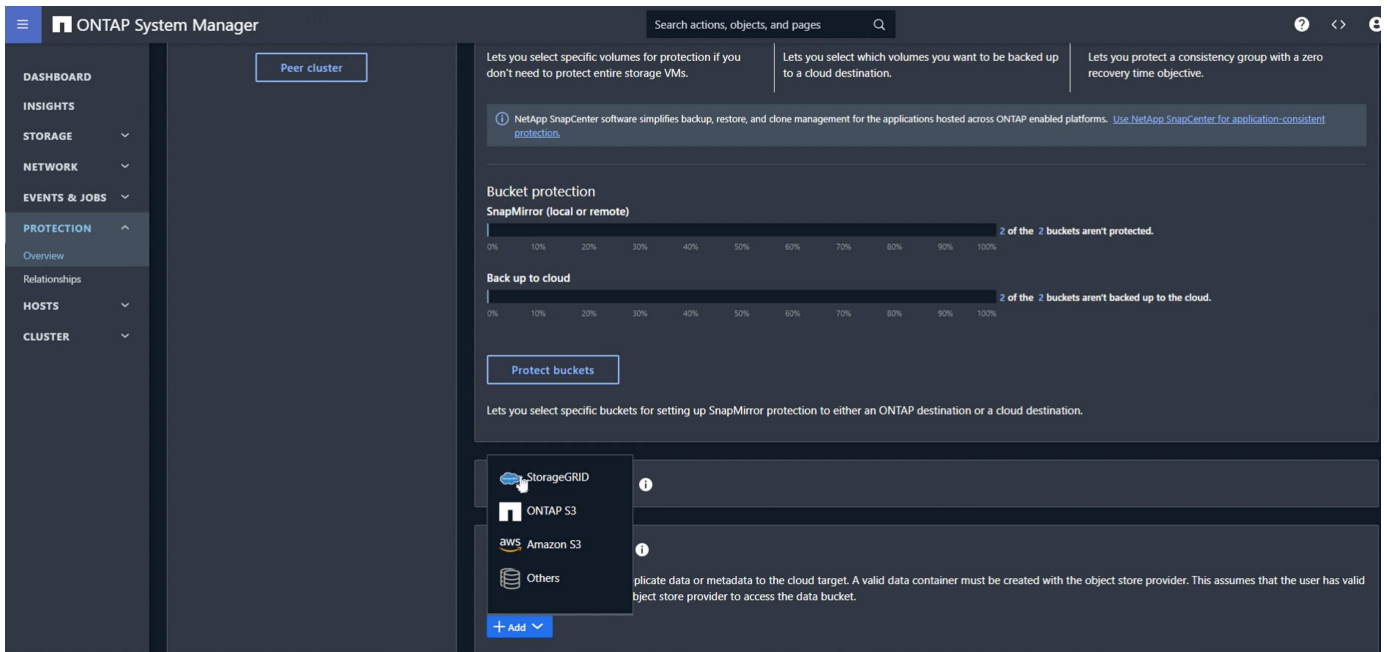 ONTAP System Manager
Search actions, objects, and pages
DASHBOARD
INSIGHTS
STORAGE
NETWORK
EVENTS & JOBS
PROTECTION
Overview
Relationships
HOSTS
CLUSTER
Peer cluster
Lets you select specific volumes for protection if you
don't need to protect entire storage VMs.
Lets you select which volumes you want to be backed up
to a cloud destination.
Lets you protect a consistency group with a zero
recovery time objective.
NetApp SnapCenter software simplifies backup, restore, and clone management for the applications hosted across ONTAP enabled platforms. Use NetApp SnapCenter for application-consistent
protection.
Bucket protection
SnapMirror (local or remote)
2 of the 2 buckets aren't protected.
0% 10% 20% 30% 40% 50% 60% 70% 80% 90% 100%
Back up to cloud
2 of the 2 buckets aren't backed up to the cloud.
0% 10% 20% 30% 40% 50% 60% 70% 80% 90% 100%
Protect buckets
Lets you select specific buckets for setting up SnapMirror protection to either an ONTAP destination or a cloud destination.
StorageGRID
ONTAP S3
aws Amazon S3
Others
plicate data or metadata to the cloud target. A valid data container must be created with the object store provider. This assumes that the user has valid
bject store provider to access the data bucket.
+ Add